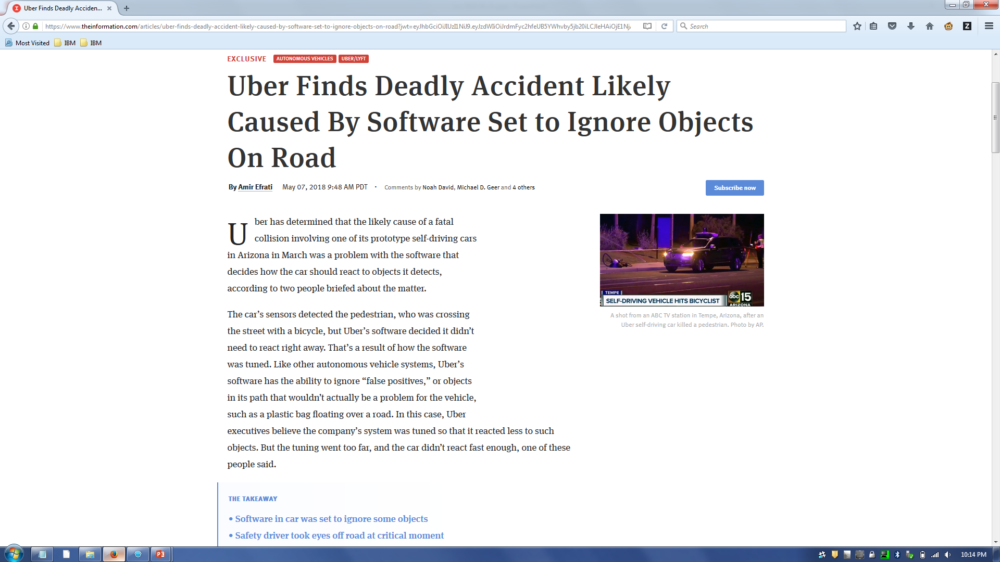 Uber Finds Deadly Acciden...
https://www.theinformation.com/articles/uber-finds-deadly-accident-likely-caused-by-software-set-to-ignore-objects-on-road?jwt=eyJhbGciOiJIUzI1NiJ9.eyJzdWIiOiJrdmFyc2hfeUB5YWhvby5jb20iLCJleHAiOjE1Nj
Search
Most Visited IBM IBM
EXCLUSIVE AUTONOMOUS VEHICLES UBER/LYFT
Uber Finds Deadly Accident Likely
Caused By Software Set to Ignore Objects
On Road
By Amir Efrati May 07, 2018 9:48 AM PDT · Comments by Noah David, Michael D. Geer and 4 others
Subscribe now
Uber has determined that the likely cause of a fatal
collision involving one of its prototype self-driving cars
in Arizona in March was a problem with the software that
decides how the car should react to objects it detects,
according to two people briefed about the matter.
TEMPE
SELF-DRIVING VEHICLE HITS BICYCLIST
abc 15
ARIZONA
A shot from an ABC TV station in Tempe, Arizona, after an
Uber self-driving car killed a pedestrian. Photo by AP.
The car’s sensors detected the pedestrian, who was crossing
the street with a bicycle, but Uber’s software decided it didn’t
need to react right away. That’s a result of how the software
was tuned. Like other autonomous vehicle systems, Uber’s
software has the ability to ignore “false positives,” or objects
in its path that wouldn’t actually be a problem for the vehicle,
such as a plastic bag floating over a road. In this case, Uber
executives believe the company’s system was tuned so that it reacted less to such
objects. But the tuning went too far, and the car didn’t react fast enough, one of these
people said.
THE TAKEAWAY
• Software in car was set to ignore some objects
• Safety driver took eyes off road at critical moment
10:14 PM